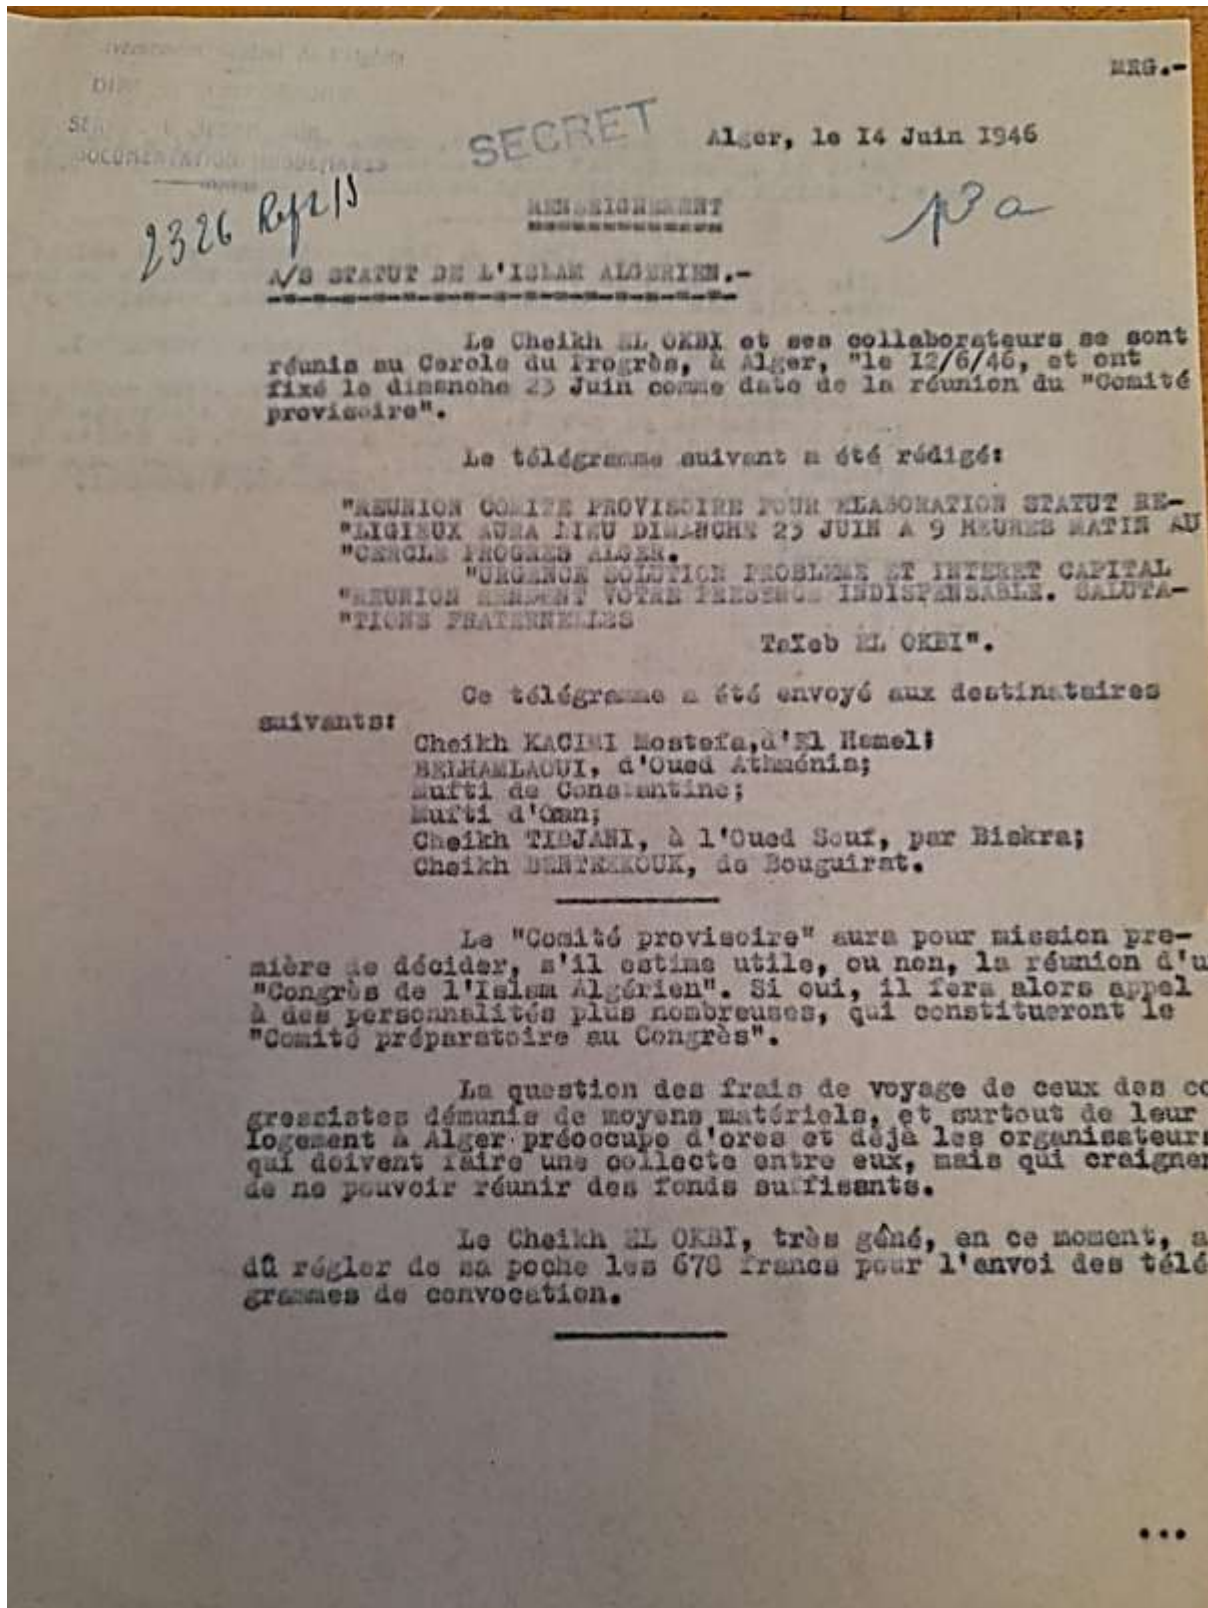 MRG.-
SECRET
Alger, le I4 Juin I946
DOCUMENTATION
2326
13 a
RENSEIGNEMENT
A/S STATUT DE L'ISLAM ALGERIEN.-
Le Cheikh EL OKBI et ses collaborateurs se sont
réunis au Cercle du Progrès, à Alger, "le I2/6/46, et ont
fixé le dimanche 23 Juin comme date de la réunion du "Comité
provisoire".
Le télégramme suivant a été rédigé:
"REUNION COMITE PROVISOIRE POUR ELABORATION STATUT RE-
"LIGIEUX AURA LIEU DIMANCHE 23 JUIN A 9 HEURES MATIN AU
"CERCLE PROGRES ALGER.
"URGENCE SOLUTION PROBLEME ET INTERET CAPITAL
"REUNION RENDENT VOTRE PRESENCE INDISPENSABLE. SALUTA-
"TIONS FRATERNELLES
TaIeb EL OKBI".
Ce télégramme a été envoyé aux destinataires
suivants:
Cheikh KACIMI Mostefa,d'El Hamel;
BELHAMLAOUI, d'Oued Athménia;
Mufti de Constantine;
Mufti d'Oran;
Cheikh TIDJANI, à l'Oued Souf, par Biskra;
Cheikh BENTEKKOUK, de Bouguirat.
Le "Comité provisoire" aura pour mission pre-
mière de décider, s'il estime utile, ou non, la réunion d'u
"Congrès de l'Islam Algérien". Si oui, il fera alors appel
à des personnalités plus nombreuses, qui constitueront le
"Comité préparatoire au Congrès".
La question des frais de voyage de ceux des co
gressistes démunis de moyens matériels, et surtout de leur
logement à Alger préoccupe d'ores et déjà les organisateurs
qui doivent faire une collecte entre eux, mais qui craignen
de ne pouvoir réunir des fonds suffisants.
Le Cheikh EL OKBI, très gêné, en ce moment, a
dû régler de sa poche les 678 francs pour l'envoi des télé
grammes de convocation.
...